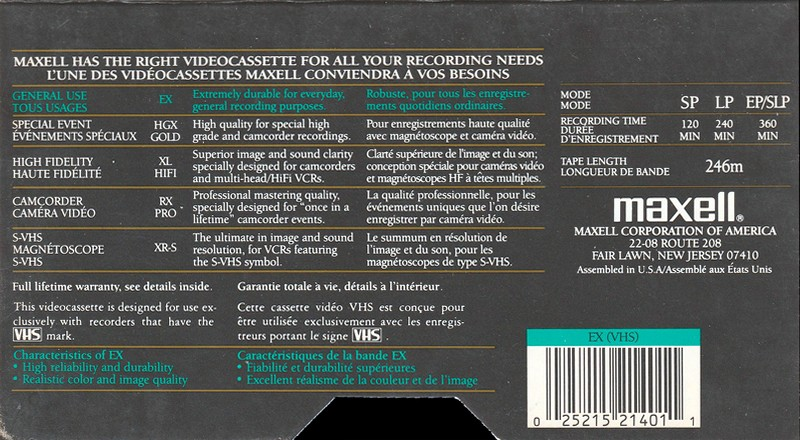 MAXELL HAS THE RIGHT VIDEOCASSETTE FOR ALL YOUR RECORDING NEEDS
L'UNE DES VIDÉOCASSETTES MAXELL CONVIENDRA À VOS BESOINS
GENERAL USE
TOUS USAGES
EX
Extremely durable for everyday,
general recording purposes.
Robuste, pour tous les enregistre-
ments quotidiens ordinaires.
SPECIAL EVENT
ÉVÉNEMENTS SPÉCIAUX
HGX
GOLD
High quality for special high
grade and camcorder recordings.
Pour enregistrements haute qualité
avec magnétoscope et caméra vidéo.
HIGH FIDELITY
HAUTE FIDÉLITÉ
XL
HIFI
Superior image and sound clarity
specially designed for camcorders
and multi-head/HiFi VCRs.
Clarté supérieure de l'image et du son;
conception spéciale pour caméras vidéo
et magnétoscopes HF à têtes multiples.
CAMCORDER
CAMÉRA VIDÉO
RX
PRO
Professional mastering quality,
specially designed for "once in a
lifetime" camcorder events.
La qualité professionnelle, pour les
événements uniques que l'on désire
enregistrer par caméra vidéo.
S-VHS
MAGNÉTOSCOPE
S-VHS
XR-S
The ultimate in image and sound
resolution, for VCRs featuring
the S-VHS symbol.
Le summum en résolution de
l'image et du son, pour les
magnétoscopes de type S-VHS.
Full lifetime warranty, see details inside.
Garantie totale à vie, détails à l'intérieur.
This videocassette is designed for use ex-
clusively with recorders that have the
VHS mark.
Cette cassette vidéo VHS est conçue pour
être utilisée exclusivement avec les enregis-
treurs portant le signe VHS .
Characteristics of EX
• High reliability and durability
• Realistic color and image quality
Caractéristiques de la bande EX
• Fiabilité et durabilité supérieures
• Excellent réalisme de la couleur et de l'image
MODE
MODE
SP LP EP/SLP
RECORDING TIME
DURÉE
D'ENREGISTREMENT
120 240 360
MIN MIN MIN
TAPE LENGTH
LONGUEUR DE BANDE
246m
maxell®
MAXELL CORPORATION OF AMERICA
22-08 ROUTE 208
FAIR LAWN, NEW JERSEY 07410
Assembled in U.S.A/Assemblé aux États Unis
EX (VHS)
0 25215 21401 1